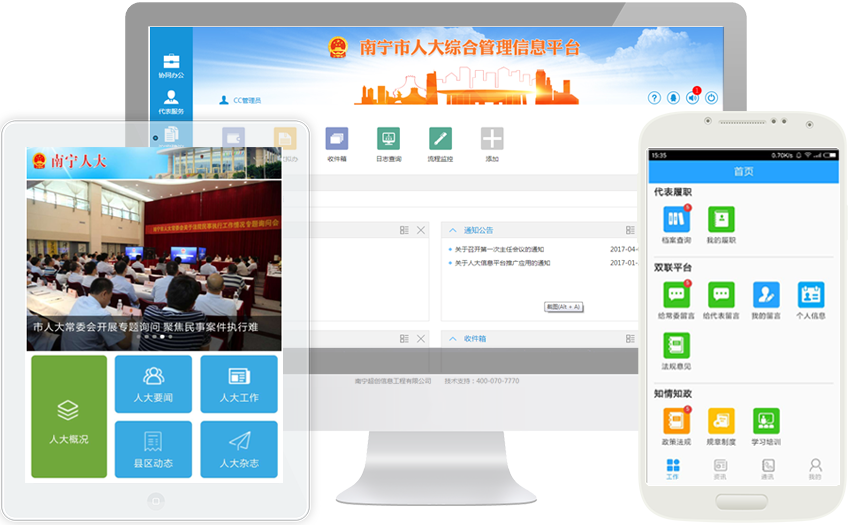 南宁市人大综合管理信息平台
协同办公
代表服务
CC管理员
?
1
收件箱
日志查询
流程监控
添加
通知公告
关于召开第一次主任会议的通知
2017-04-
关于人大信息平台推广应用的通知
2017-01-
截图(Alt + A)
收件箱
南宁超创信息工程有限公司
技术支持：400-070-7770
南宁人大
市人大常委会开展专题询问 聚焦民事案件执行难
人大概况
人大要闻
人大工作
县区动态
人大杂志
15:35
0.70K/s
首页
代表履职
档案查询
我的履职
双联平台
给常委留言
给代表留言
我的留言
个人信息
法规意见
知情知政
政策法规
规章制度
学习培训
工作
资讯
通讯
我的